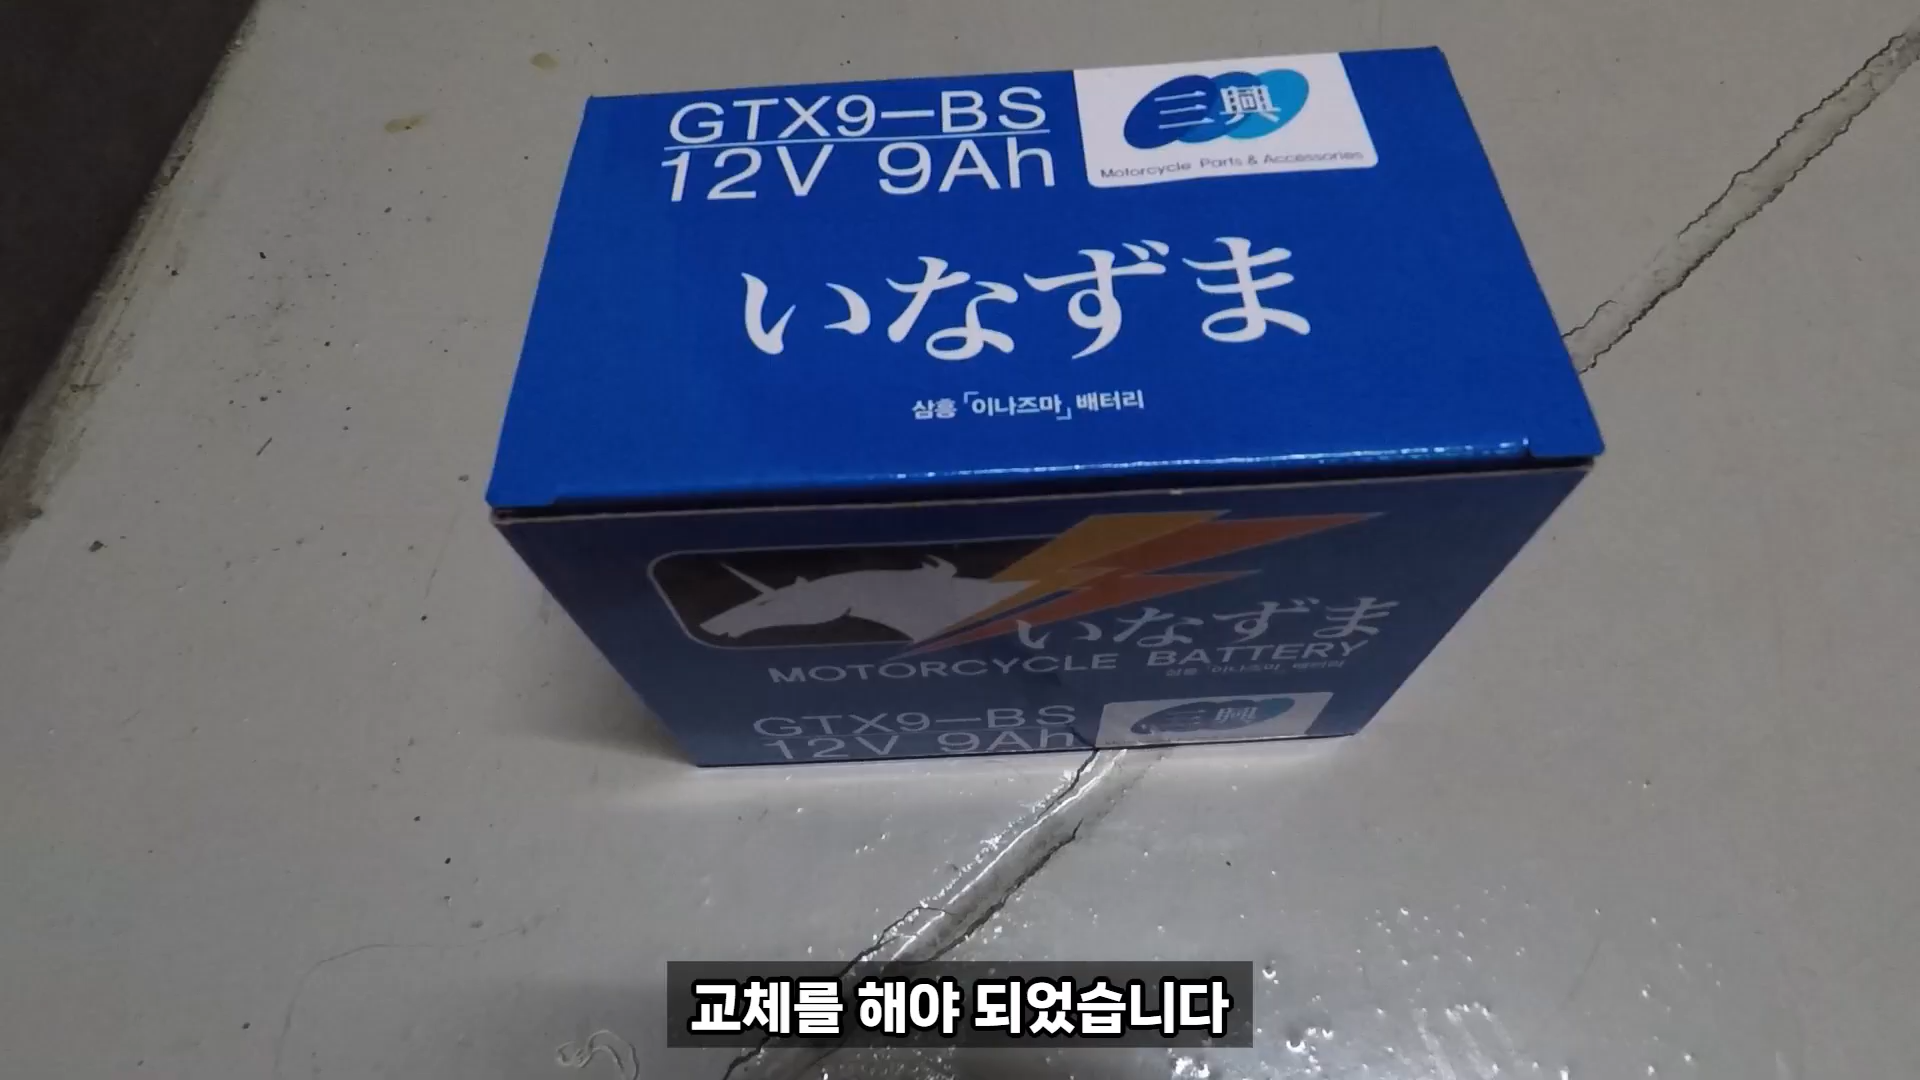 GTX9-BS
12V 9Ah
三興
Motorcycle Parts & Accessories
いなずま
삼흥「이나즈마」배터리
いなずま
MOTORCYCLE BATTERY
삼흥「이나즈마」배터리
GTX9-BS
12V 9Ah
三興
교체를 해야 되었습니다